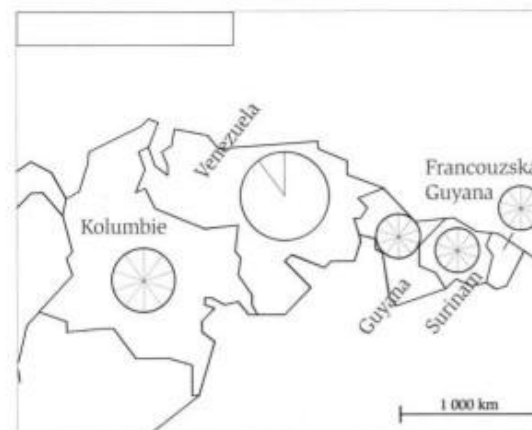 Venezuela
Francouzská
Guyana
Kolumbie
Guyana
Surinam
1 000 km